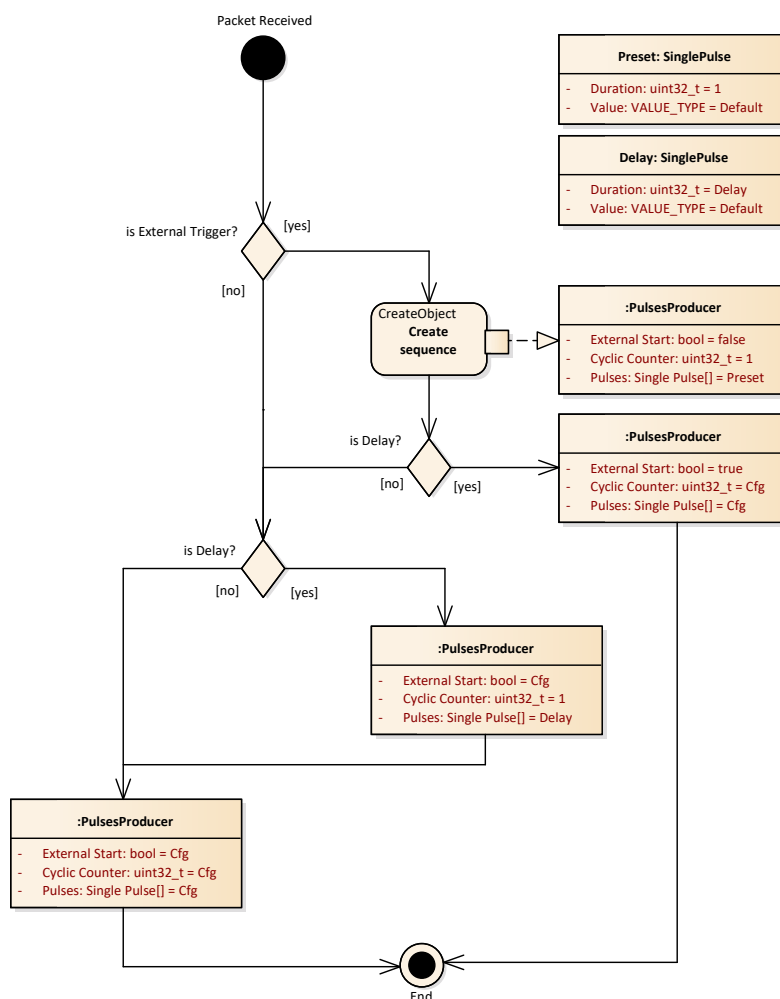 Packet Received
Preset: SinglePulse
- Duration: uint32_t = 1
- Value: VALUE_TYPE = Default
Delay: SinglePulse
- Duration: uint32_t = Delay
- Value: VALUE_TYPE = Default
is External Trigger?
[yes]
[no]
CreateObject
Create
sequence
:PulsesProducer
- External Start: bool = false
- Cyclic Counter: uint32_t = 1
- Pulses: Single Pulse[] = Preset
is Delay?
[no]
[yes]
:PulsesProducer
- External Start: bool = true
- Cyclic Counter: uint32_t = Cfg
- Pulses: Single Pulse[] = Cfg
is Delay?
[no]
[yes]
:PulsesProducer
- External Start: bool = Cfg
- Cyclic Counter: uint32_t = 1
- Pulses: Single Pulse[] = Delay
:PulsesProducer
- External Start: bool = Cfg
- Cyclic Counter: uint32_t = Cfg
- Pulses: Single Pulse[] = Cfg
End